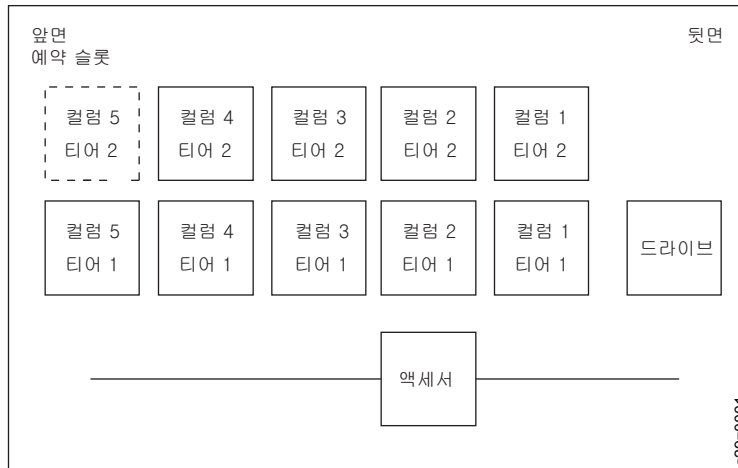 앞면
뒷면
예약 슬롯
컬럼 5
티어 2
컬럼 4
티어 2
컬럼 3
티어 2
컬럼 2
티어 2
컬럼 1
티어 2
컬럼 5
티어 1
컬럼 4
티어 1
컬럼 3
티어 1
컬럼 2
티어 1
컬럼 1
티어 1
드라이브
액세서